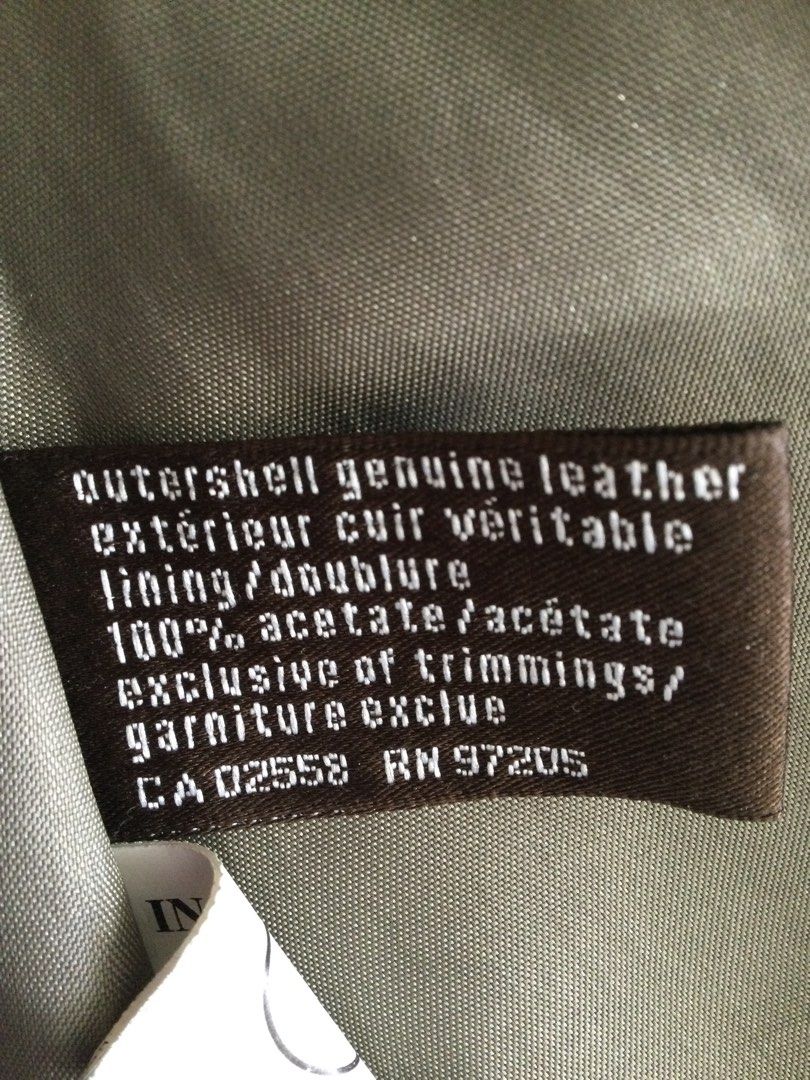 outershell genuine leather
extérieur cuir véritable
lining/doublure
100% acetate/acétate
exclusive of trimmings/
garniture exclue
CA 02558 RN 97205
IN